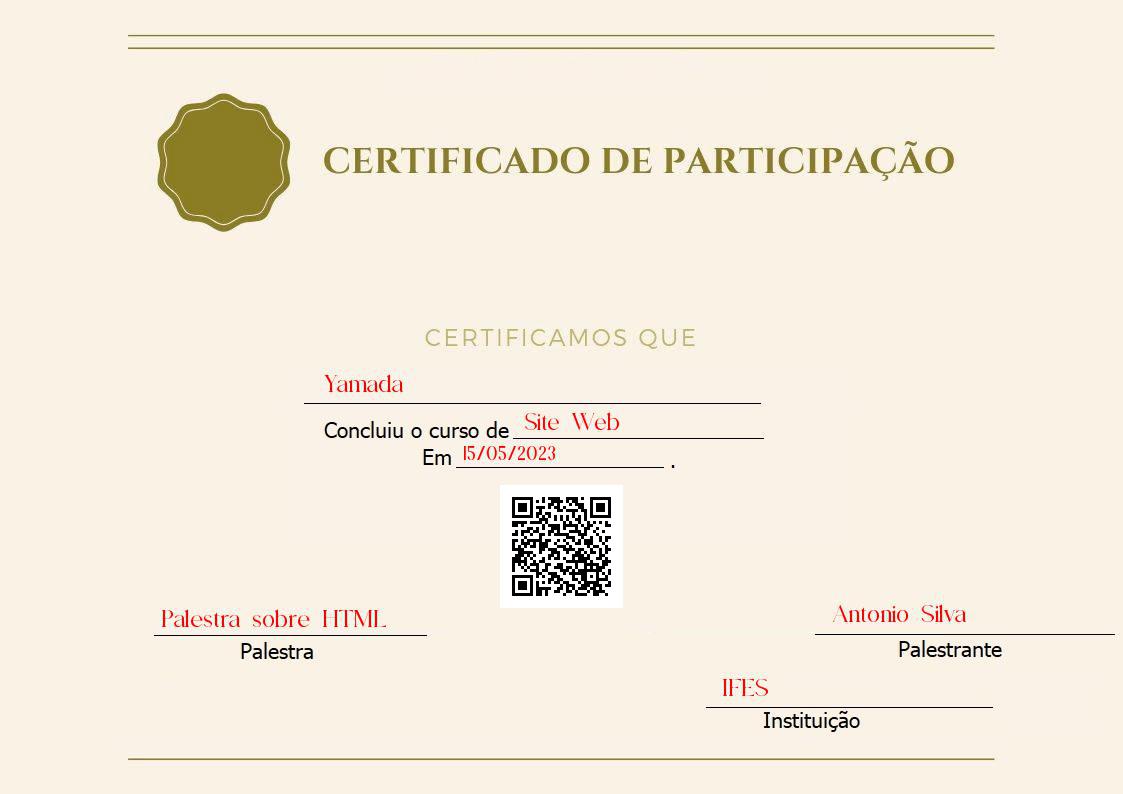 CERTIFICADO DE PARTICIPAÇÃO
CERTIFICAMOS QUE
Yamada
Concluiu o curso de Site Web
Em 15/05/2023 .
Palestra sobre HTML
Palestra
Antonio Silva
Palestrante
IFES
Instituição